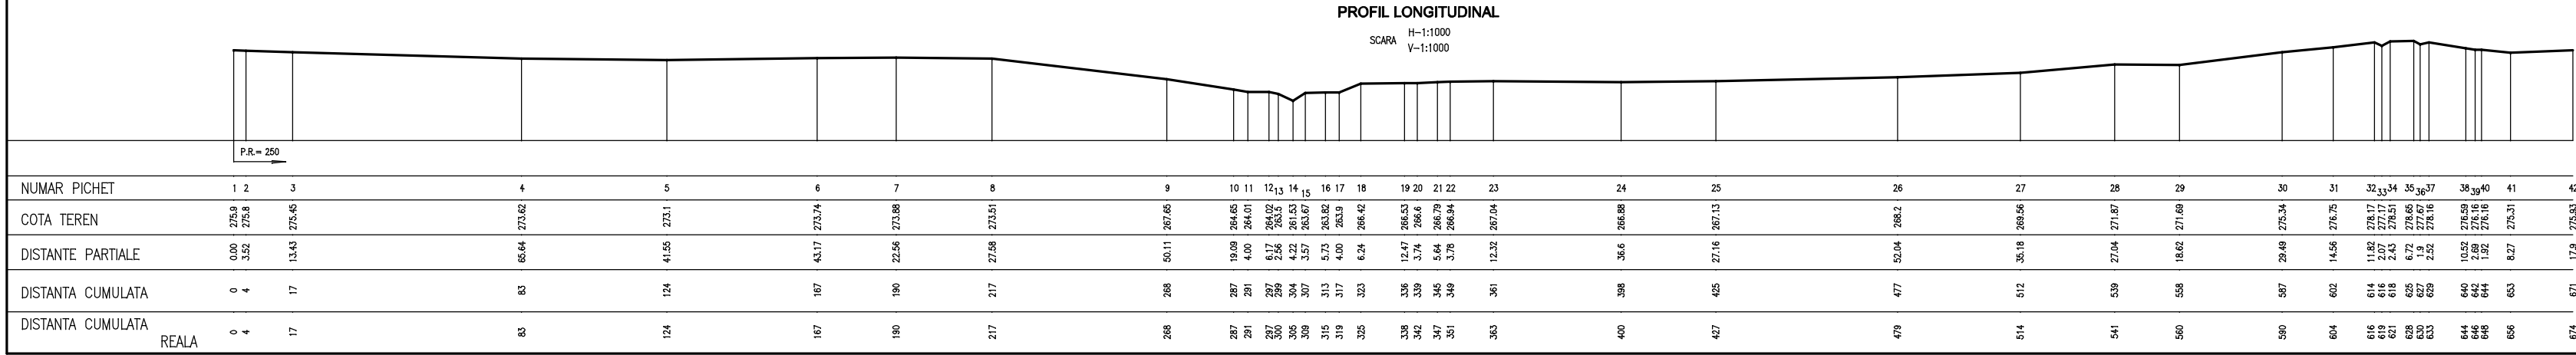 PROFIL LONGITUDINAL
SCARA H-1:1000
V-1:1000
P.R.= 250
NUMAR PICHET 1 2 3 4 5 6 7 8 9 10 11 12 13 14 15 16 17 18 19 20 21 22 23 24 25 26 27 28 29 30 31 32 33 34 35 36 37 38 39 40 41 42
COTA TEREN 275.9 275.8 275.45 273.62 273.1 273.74 273.88 273.51 267.65 264.65 264.01 264.02 263.5 261.53 263.67 263.82 263.9 266.42 266.53 266.6 266.79 266.94 267.04 266.88 267.13 268.2 269.56 271.87 271.69 275.34 276.75 278.17 277.17 278.51 278.65 277.67 278.16 276.59 276.16 276.16 275.31 275.93
DISTANTE PARTIALE 0.00 3.52 13.43 65.64 41.55 43.17 22.56 27.58 50.11 19.09 4.00 6.17 2.56 4.22 3.57 5.73 4.00 6.24 12.47 3.74 5.64 3.78 12.32 36.6 27.16 52.04 35.18 27.04 18.62 29.49 14.56 11.82 2.07 2.43 6.72 1.9 2.52 10.52 2.69 1.92 8.27 17.9
DISTANTA CUMULATA 0 4 17 83 124 167 190 217 268 287 291 297 299 304 307 313 317 323 336 339 345 349 361 398 425 477 512 539 558 587 602 614 616 618 625 627 629 640 642 644 653 671
DISTANTA CUMULATA
REALA 0 4 17 83 124 167 190 217 268 287 291 297 300 305 309 315 319 325 338 342 347 351 363 400 427 479 514 541 560 590 604 616 619 621 628 630 633 644 646 648 656 674